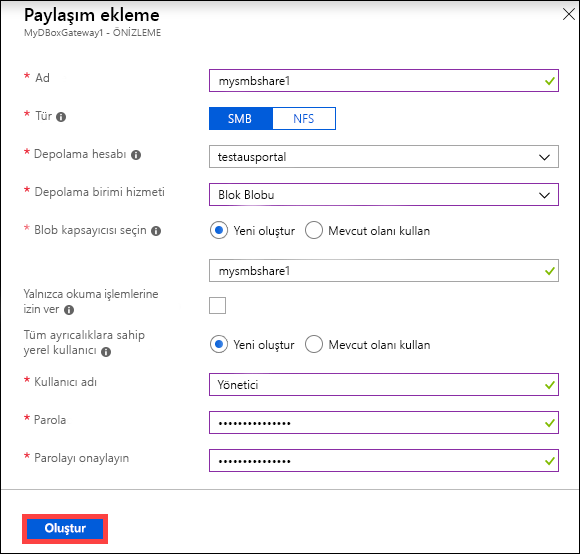 Paylaşım ekleme
MyDBoxGateway1 - ÖNİZLEME
* Ad
mysmbshare1
* Tür
SMB NFS
* Depolama hesabı
testausportal
* Depolama birimi hizmeti
Blok Blobu
* Blob kapsayıcısı seçin
Yeni oluştur Mevcut olanı kullan
mysmbshare1
Yalnızca okuma işlemlerine
izin ver
Tüm ayrıcalıklara sahip
yerel kullanıcı
Yeni oluştur Mevcut olanı kullan
* Kullanıcı adı
Yönetici
* Parola
•••••••••••••••
* Parolayı onaylayın
•••••••••••••••
Oluştur